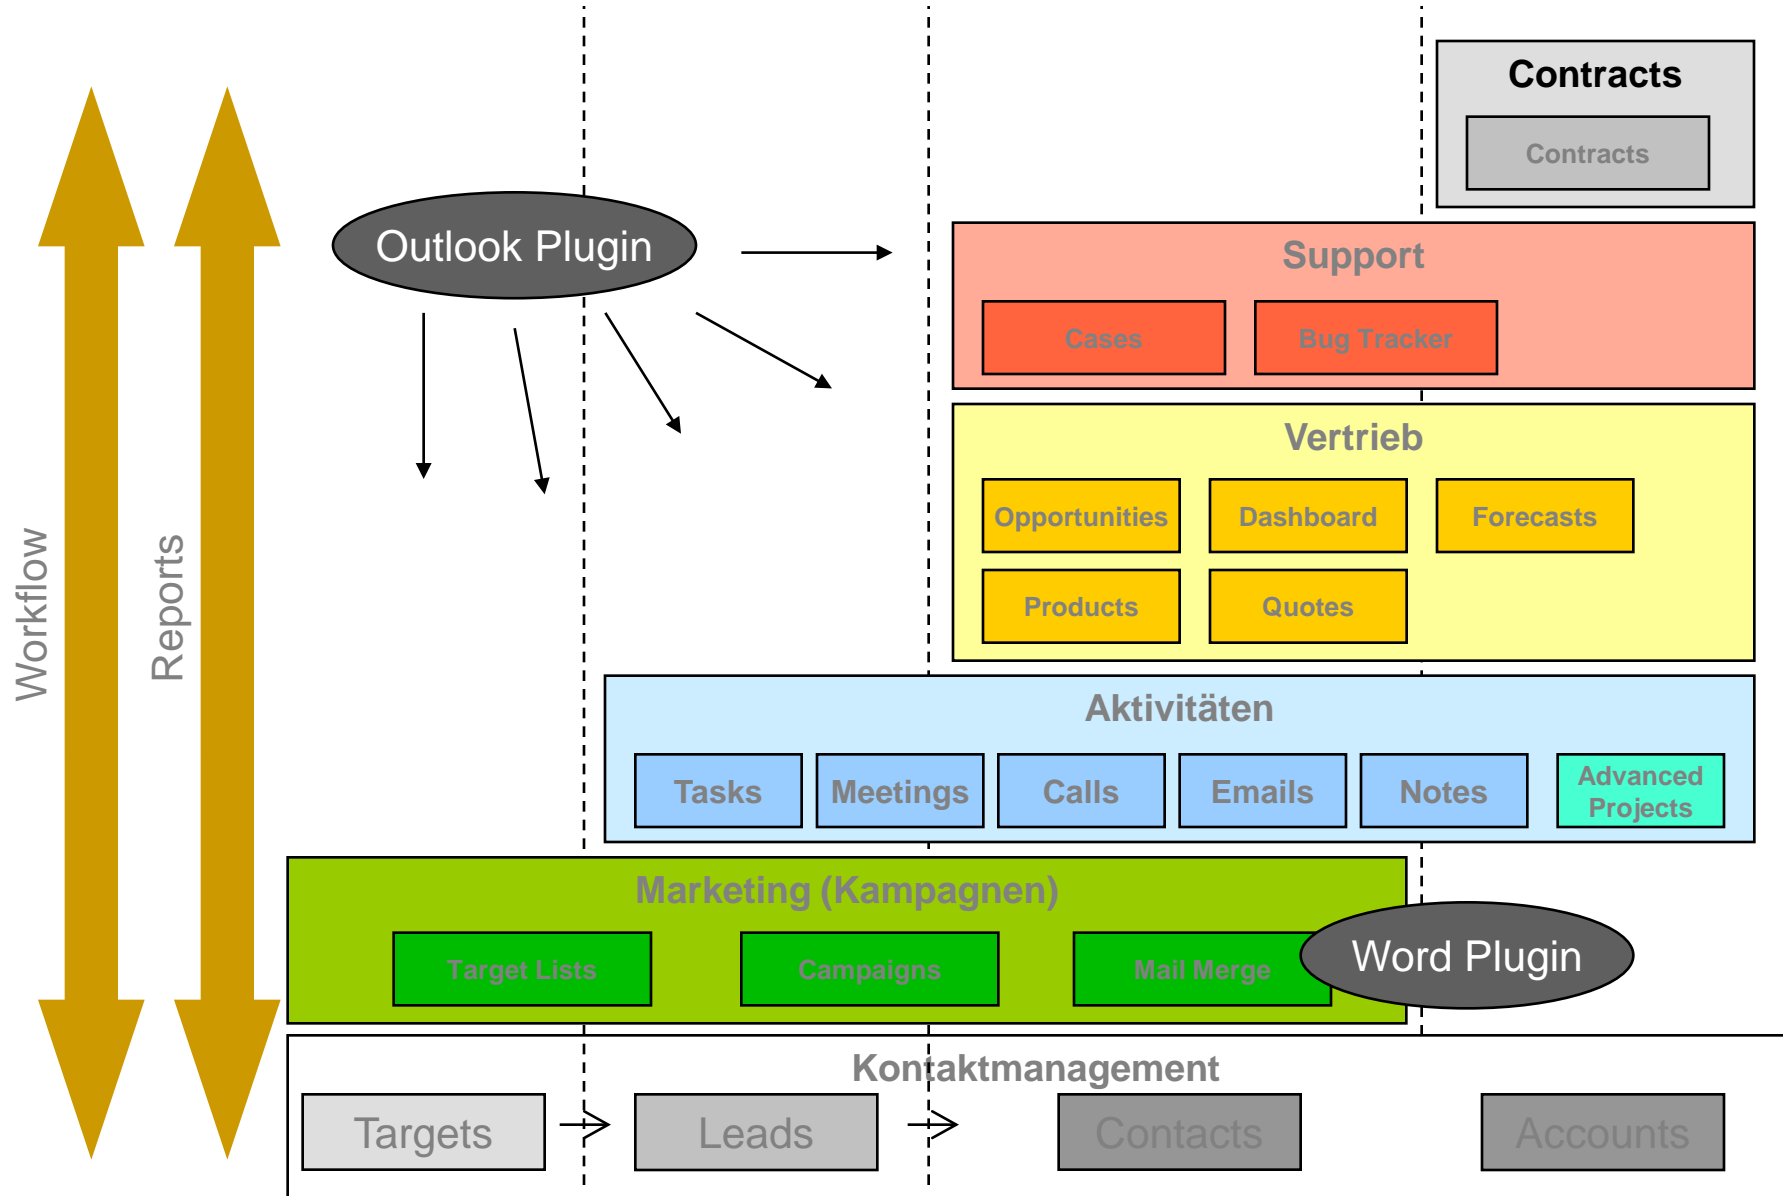 Contracts
Contracts
Outlook Plugin
Support
Cases
Bug Tracker
Vertrieb
Opportunities
Dashboard
Forecasts
Products
Quotes
Workflow
Reports
Aktivitäten
Tasks
Meetings
Calls
Emails
Notes
Advanced
Projects
Marketing (Kampagnen)
Target Lists
Campaigns
Mail Merge
Word Plugin
Kontaktmanagement
Targets
Leads
Contacts
Accounts